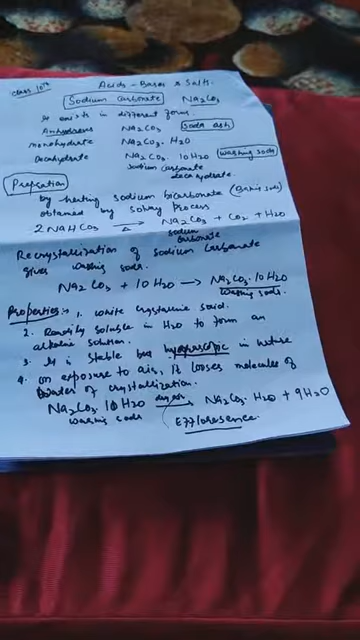 class 10th
Acids - Bases & Salts
Sodium Carbonate Na2CO3
It exists in different forms
Anhydrous Na2CO3 Soda ash
monohydrate Na2CO3. H2O
Decahydrate Na2CO3. 10H2O washing soda
Sodium carbonate
decahydrate.
by heating sodium bicarbonate (Baking soda)
obtained by solvay process
2NaHCO3 →Δ Na2CO3 + CO2 + H2O
sodium
carbonate
Recrystallization of sodium Carbonate
gives washing soda.
Na2CO3 + 10H2O → Na2CO3.10H2O
washing soda.
Properties:- 1. white crystalline solid.
2. Readily soluble in H2O to form an
alkaline solution.
3. It is stable but in nature
4. on exposure to air, it looses molecules of
water of crystallization.
Na2CO3.10H2O → Na2CO3.H2O + 9H2O
washing soda
Efflorescence.